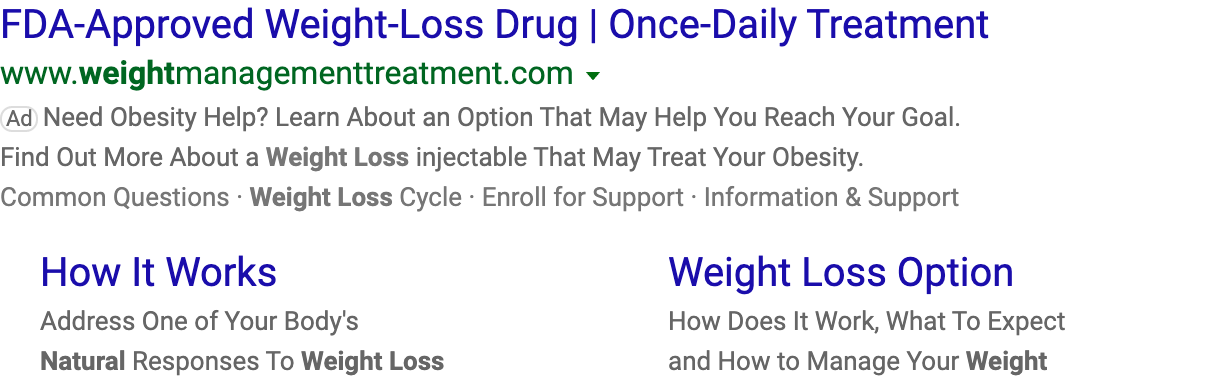 FDA-Approved Weight-Loss Drug | Once-Daily Treatment
www.weightmanagementtreatment.com
Ad Need Obesity Help? Learn About an Option That May Help You Reach Your Goal.
Find Out More About a Weight Loss injectable That May Treat Your Obesity.
Common Questions · Weight Loss Cycle · Enroll for Support · Information & Support
How It Works
Address One of Your Body's
Natural Responses To Weight Loss
Weight Loss Option
How Does It Work, What To Expect
and How to Manage Your Weight